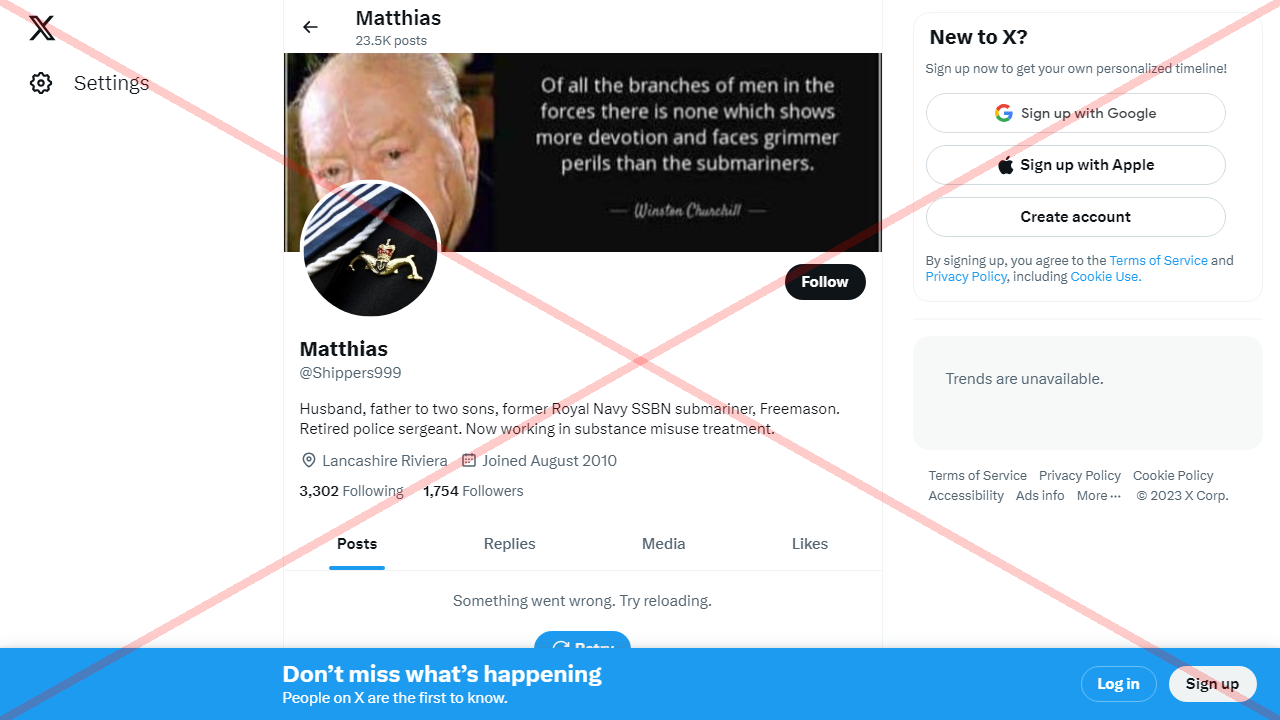 Settings
Matthias
23.5K posts
Of all the branches of men in the
forces there is none which shows
more devotion and faces grimmer
perils than the submariners.
Winston Churchill
Follow
Matthias
@Shippers999
Husband, father to two sons, former Royal Navy SSBN submariner, Freemason.
Retired police sergeant. Now working in substance misuse treatment.
Lancashire Riviera Joined August 2010
3,302 Following 1,754 Followers
Posts Replies Media Likes
Something went wrong. Try reloading.
Retry
New to X?
Sign up now to get your own personalized timeline!
Sign up with Google
Sign up with Apple
Create account
By signing up, you agree to the Terms of Service and
Privacy Policy, including Cookie Use.
Trends are unavailable.
Terms of Service Privacy Policy Cookie Policy
Accessibility Ads info More ··· © 2023 X Corp.
Don’t miss what’s happening
People on X are the first to know.
Log in Sign up